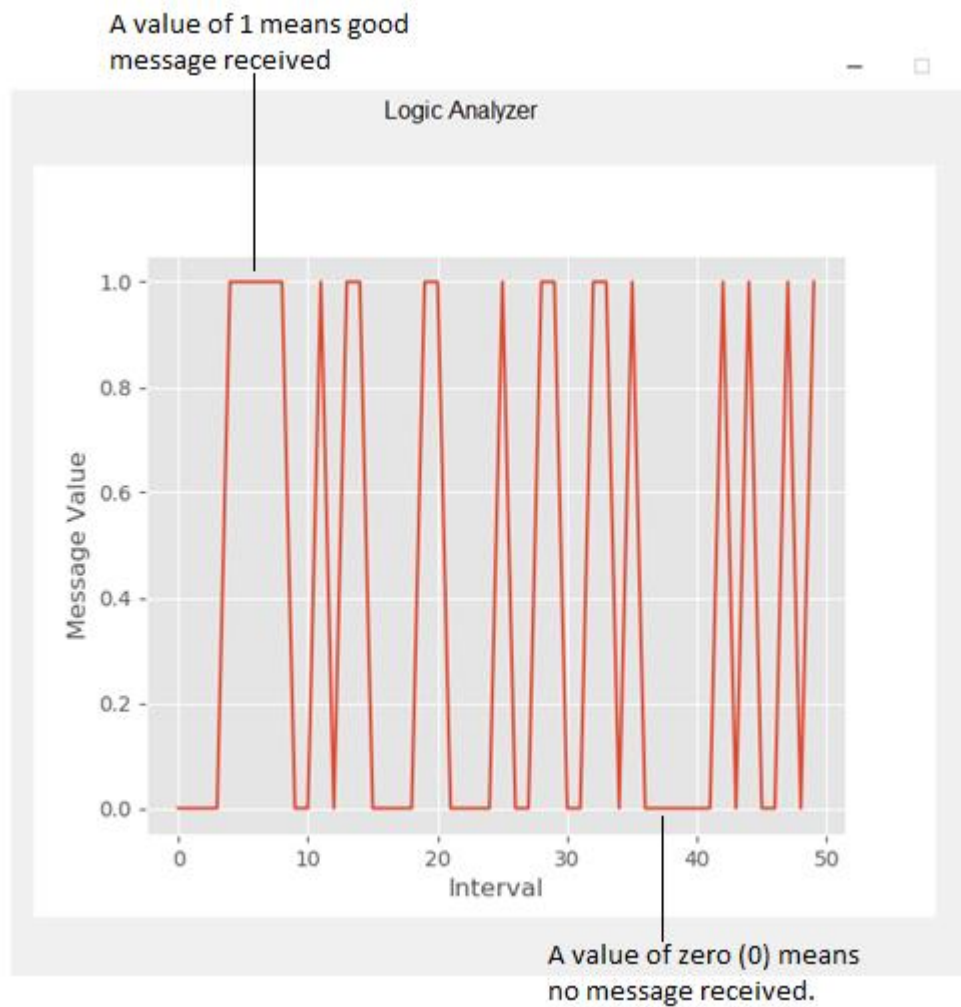 A value of 1 means good
message received
Logic Analyzer
1.0
0.8
0.6
0.4
0.2
0.0
Message Value
0 10 20 30 40 50
Interval
A value of zero (0) means
no message received.